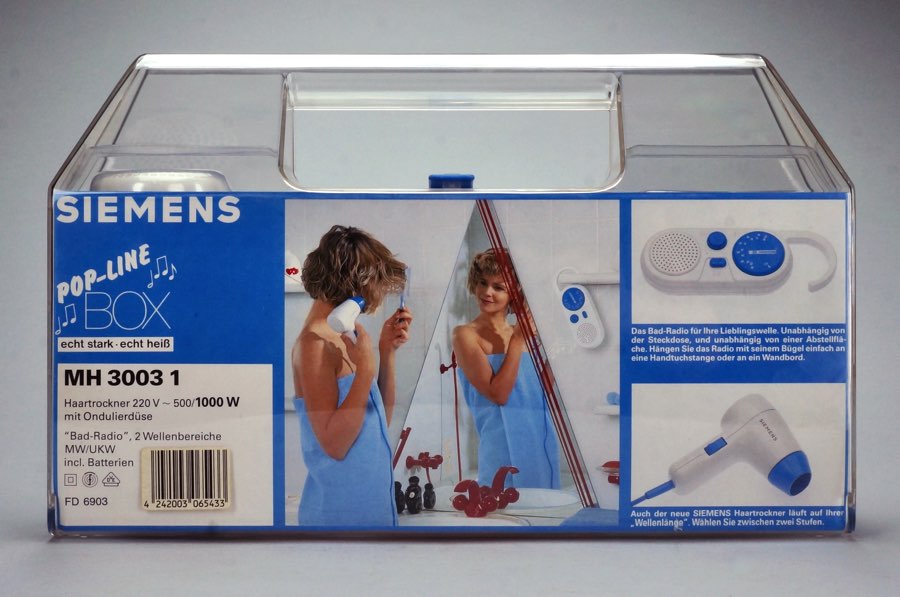 SIEMENS
POP-LINE
BOX
echt stark · echt heiß
MH 3003 1
Haartrockner 220 V ~ 500/1000 W
mit Ondulierdüse
"Bad-Radio", 2 Wellenbereiche
MW/UKW
incl. Batterien
FD 6903
4 242003 065433
Das Bad-Radio für Ihre Lieblingswelle. Unabhängig von
der Steckdose, und unabhängig von einer Abstellflä-
che. Hängen Sie das Radio mit seinem Bügel einfach an
eine Handtuchstange oder an ein Wandbord.
SIEMENS
Auch der neue SIEMENS Haartrockner läuft auf Ihrer
„Wellenlänge". Wählen Sie zwischen zwei Stufen.